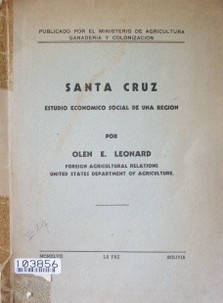 PUBLICADO POR EL MINISTERIO DE AGRICULTURA
GANADERIA Y COLONIZACION
SANTA CRUZ
ESTUDIO ECONOMICO SOCIAL DE UNA REGION
POR
OLEN E. LEONARD
FOREIGN AGRICULTURAL RELATIONS
UNITED STATES DEPARTMENT OF AGRICULTURE.
103856
LA PAZ
BOLIVIA